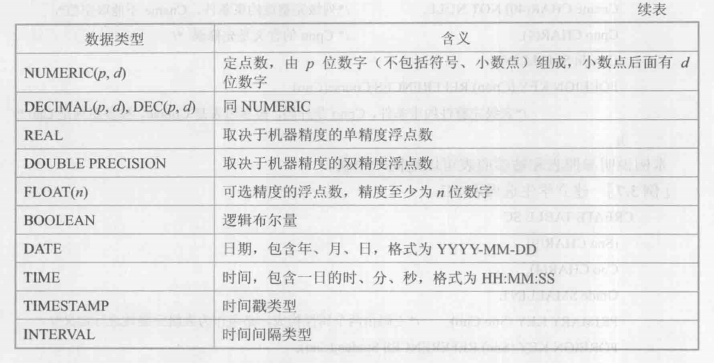 续表
数据类型 含义
NUMERIC(p, d) 定点数，由 p 位数字（不包括符号、小数点）组成，小数点后面有 d
位数字
DECIMAL(p, d), DEC(p, d) 同 NUMERIC
REAL 取决于机器精度的单精度浮点数
DOUBLE PRECISION 取决于机器精度的双精度浮点数
FLOAT(n) 可选精度的浮点数，精度至少为 n 位数字
BOOLEAN 逻辑布尔量
DATE 日期，包含年、月、日，格式为 YYYY-MM-DD
TIME 时间，包含一日的时、分、秒，格式为 HH:MM:SS
TIMESTAMP 时间戳类型
INTERVAL 时间间隔类型